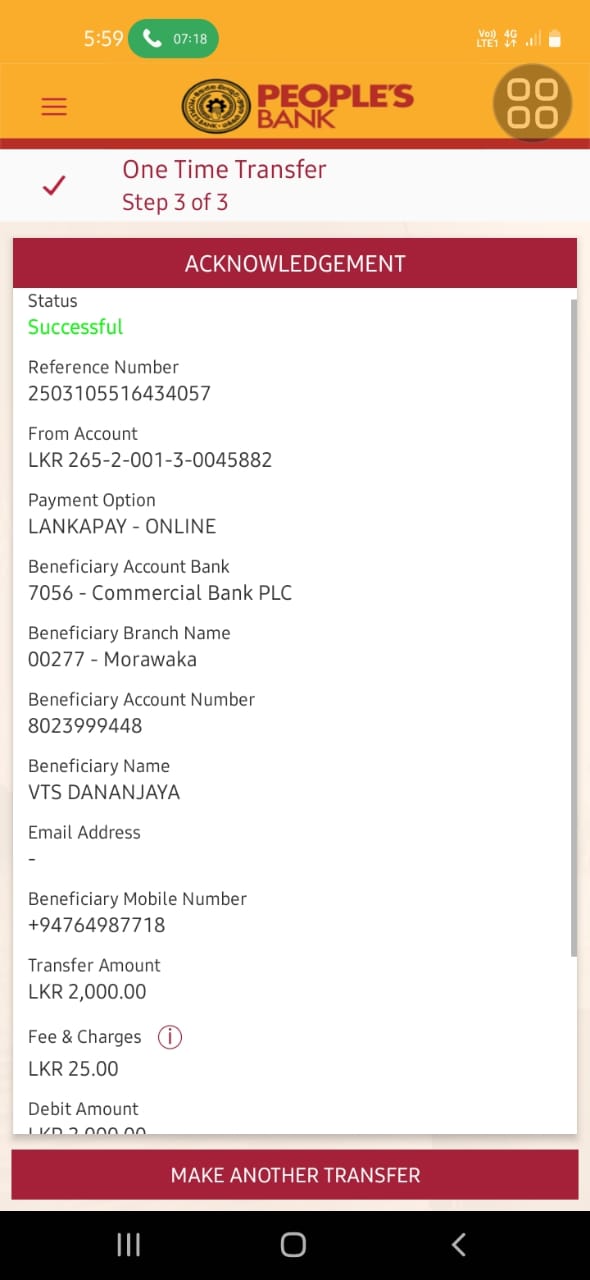 5:59
07:18
Vo)) 4G
LTE1
PEOPLE'S
BANK
One Time Transfer
Step 3 of 3
ACKNOWLEDGEMENT
Status
Successful
Reference Number
2503105516434057
From Account
LKR 265-2-001-3-0045882
Payment Option
LANKAPAY - ONLINE
Beneficiary Account Bank
7056 - Commercial Bank PLC
Beneficiary Branch Name
00277 - Morawaka
Beneficiary Account Number
8023999448
Beneficiary Name
VTS DANANJAYA
Email Address
-
Beneficiary Mobile Number
+94764987718
Transfer Amount
LKR 2,000.00
Fee & Charges
LKR 25.00
Debit Amount
LKR 2,000.00
MAKE ANOTHER TRANSFER